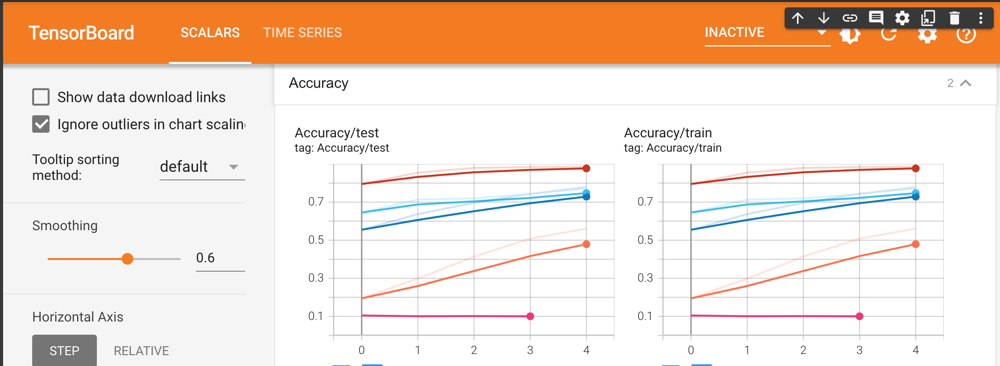 TensorBoard
SCALARS
TIME SERIES
INACTIVE
Show data download links
Ignore outliers in chart scaling
Tooltip sorting
method:
default
Smoothing
0.6
Horizontal Axis
STEP
RELATIVE
Accuracy
2
Accuracy/test
tag: Accuracy/test
0.7
0.5
0.3
0.1
0 1 2 3 4
Accuracy/train
tag: Accuracy/train
0.7
0.5
0.3
0.1
0 1 2 3 4